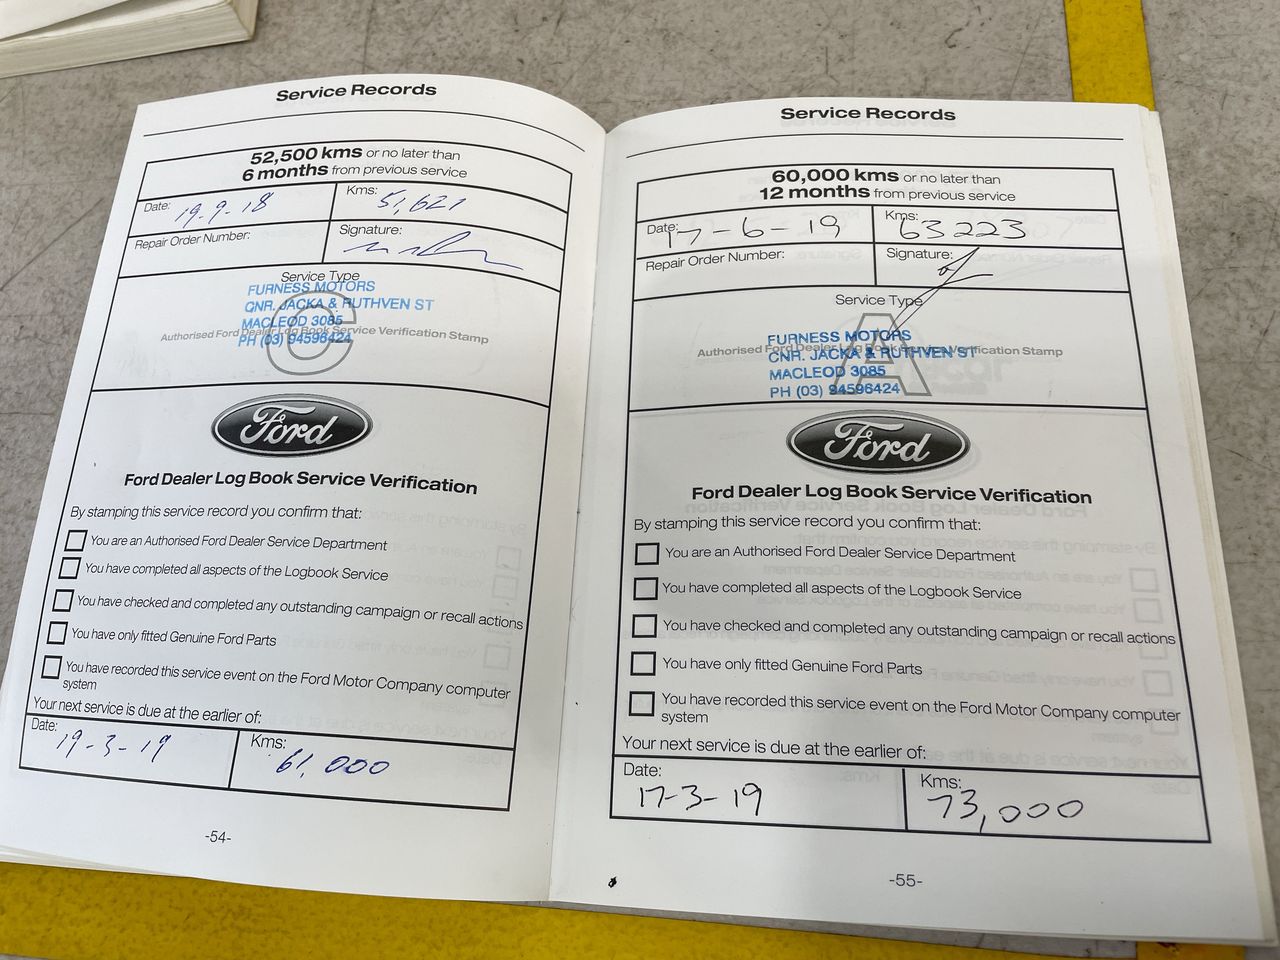 Service Records
52,500 kms or no later than
6 months from previous service
Date: 19-9-18
Kms: 51,621
Repair Order Number:
Signature:
Service Type
C
FURNESS MOTORS
CNR. JACKA & RUTHVEN ST
MACLEOD 3085
PH (03) 94596424
Authorised Ford Dealer Log Book Service Verification Stamp
Ford
Ford Dealer Log Book Service Verification
By stamping this service record you confirm that:
You are an Authorised Ford Dealer Service Department
You have completed all aspects of the Logbook Service
You have checked and completed any outstanding campaign or recall actions
You have only fitted Genuine Ford Parts
You have recorded this service event on the Ford Motor Company computer
system
Your next service is due at the earlier of:
Date: 19-3-19
Kms: 61,000
-54-
Service Records
60,000 kms or no later than
12 months from previous service
Date: 17-6-19
Kms: 63223
Repair Order Number:
Signature:
Service Type
A
FURNESS MOTORS
Authorised Ford Dealer Log Book Service Verification Stamp
CNR. JACKA & RUTHVEN ST
MACLEOD 3085
PH (03) 94596424
Ford
Ford Dealer Log Book Service Verification
By stamping this service record you confirm that:
You are an Authorised Ford Dealer Service Department
You have completed all aspects of the Logbook Service
You have checked and completed any outstanding campaign or recall actions
You have only fitted Genuine Ford Parts
You have recorded this service event on the Ford Motor Company computer
system
Your next service is due at the earlier of:
Date: 17-3-19
Kms: 73,000
-55-